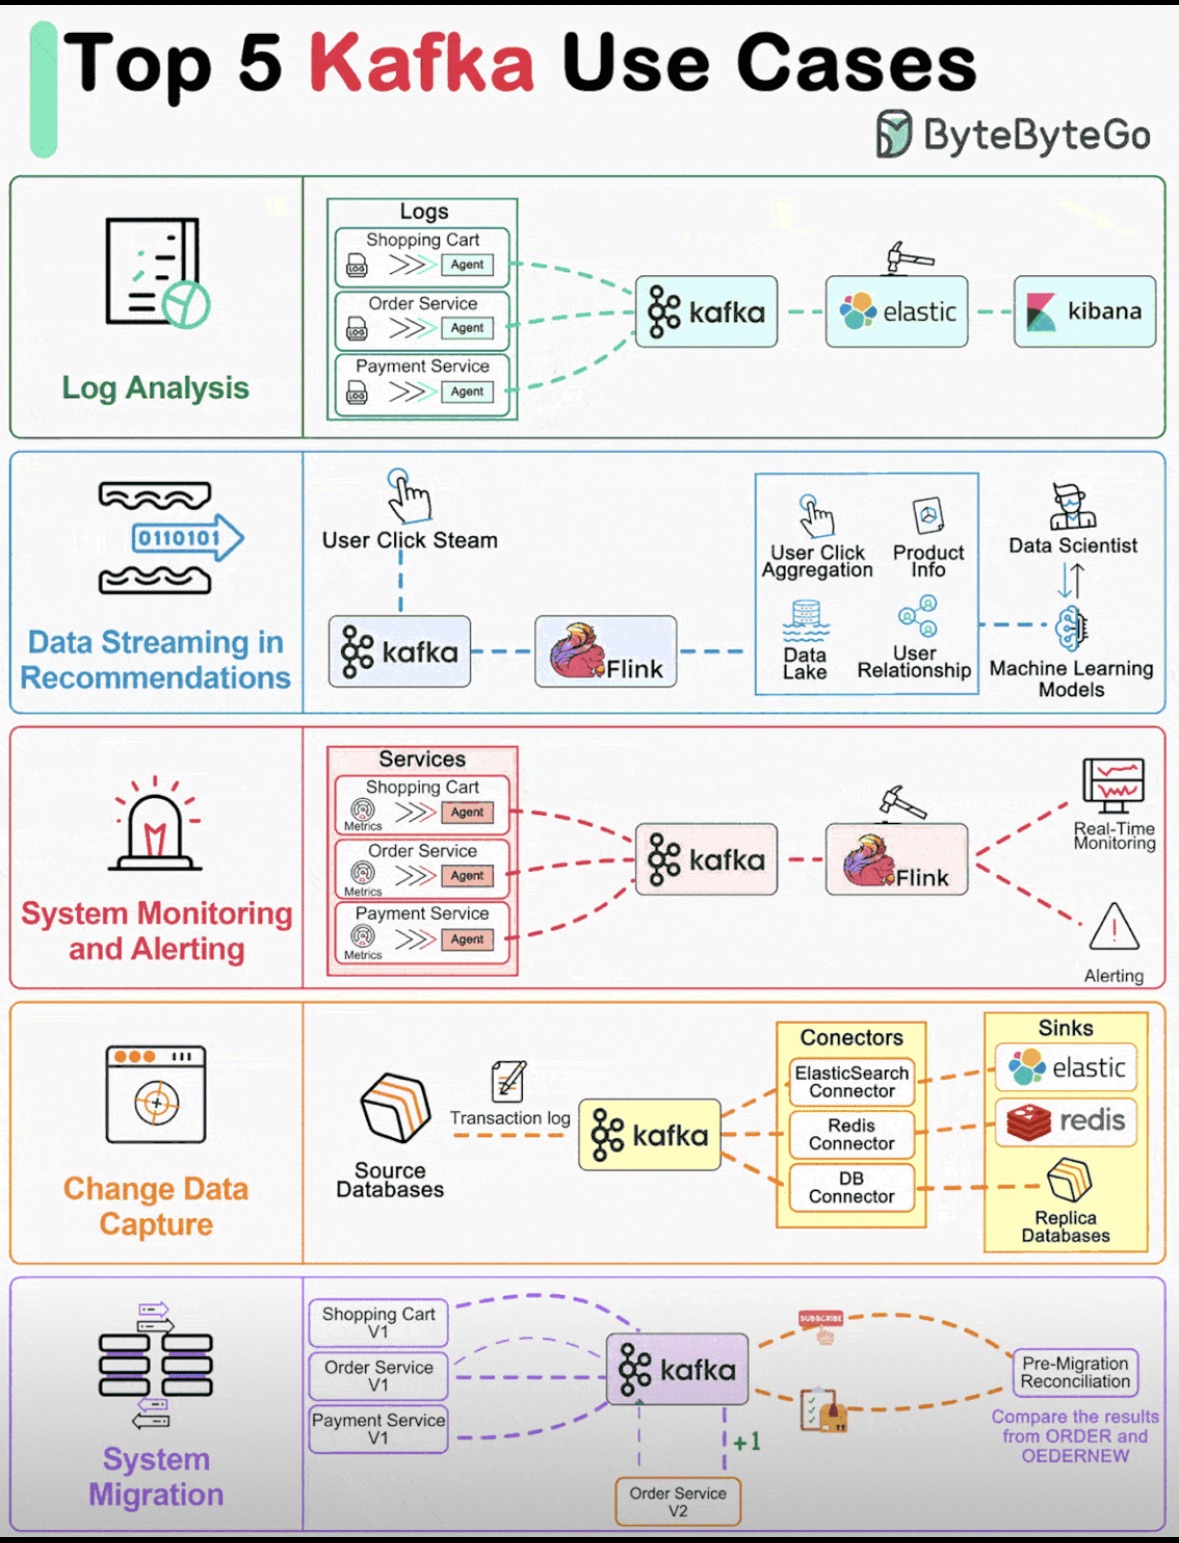 Top 5 Kafka Use Cases
ByteByteGo
Log Analysis
Logs
Shopping Cart
LOG
Agent
Order Service
LOG
Agent
Payment Service
LOG
Agent
kafka
elastic
kibana
0110101
Data Streaming in
Recommendations
User Click Steam
kafka
Flink
User Click
Aggregation
Product
Info
Data
Lake
User
Relationship
Data Scientist
Machine Learning
Models
System Monitoring
and Alerting
Services
Shopping Cart
Metrics
Agent
Order Service
Metrics
Agent
Payment Service
Metrics
Agent
kafka
Flink
Real-Time
Monitoring
Alerting
Change Data
Capture
Source
Databases
Transaction log
kafka
Conectors
ElasticSearch
Connector
Redis
Connector
DB
Connector
Sinks
elastic
redis
Replica
Databases
System
Migration
Shopping Cart
V1
Order Service
V1
Payment Service
V1
kafka
+1
Order Service
V2
SUBSCRIBE
Pre-Migration
Reconciliation
Compare the results
from ORDER and
OEDERNEW